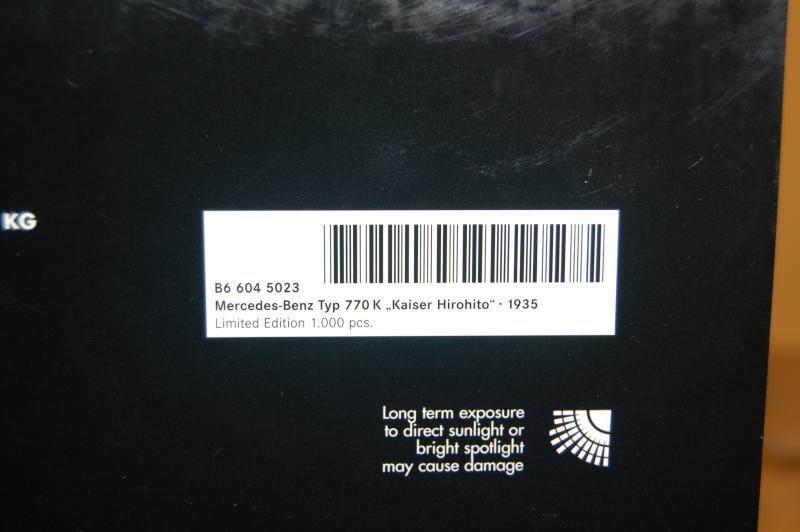 KG
B6 604 5023
Mercedes-Benz Typ 770 K „Kaiser Hirohito“ · 1935
Limited Edition 1.000 pcs.
Long term exposure
to direct sunlight or
bright spotlight
may cause damage